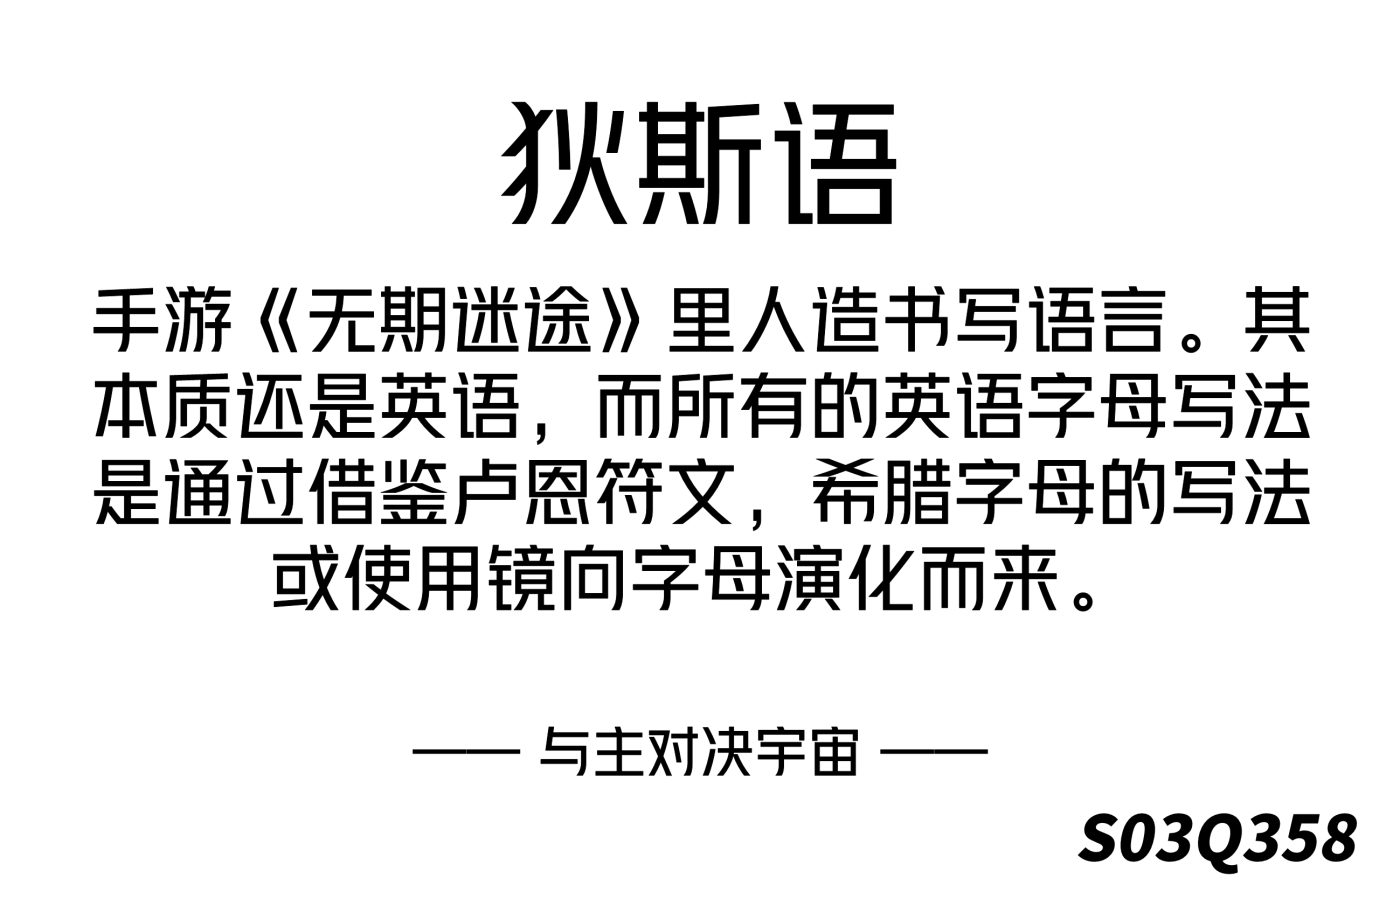 狄斯语
手游《无期迷途》里人造书写语言。其
本质还是英语，而所有的英语字母写法
是通过借鉴卢恩符文，希腊字母的写法
或使用镜向字母演化而来。
—— 与主对决宇宙 ——
S03Q358